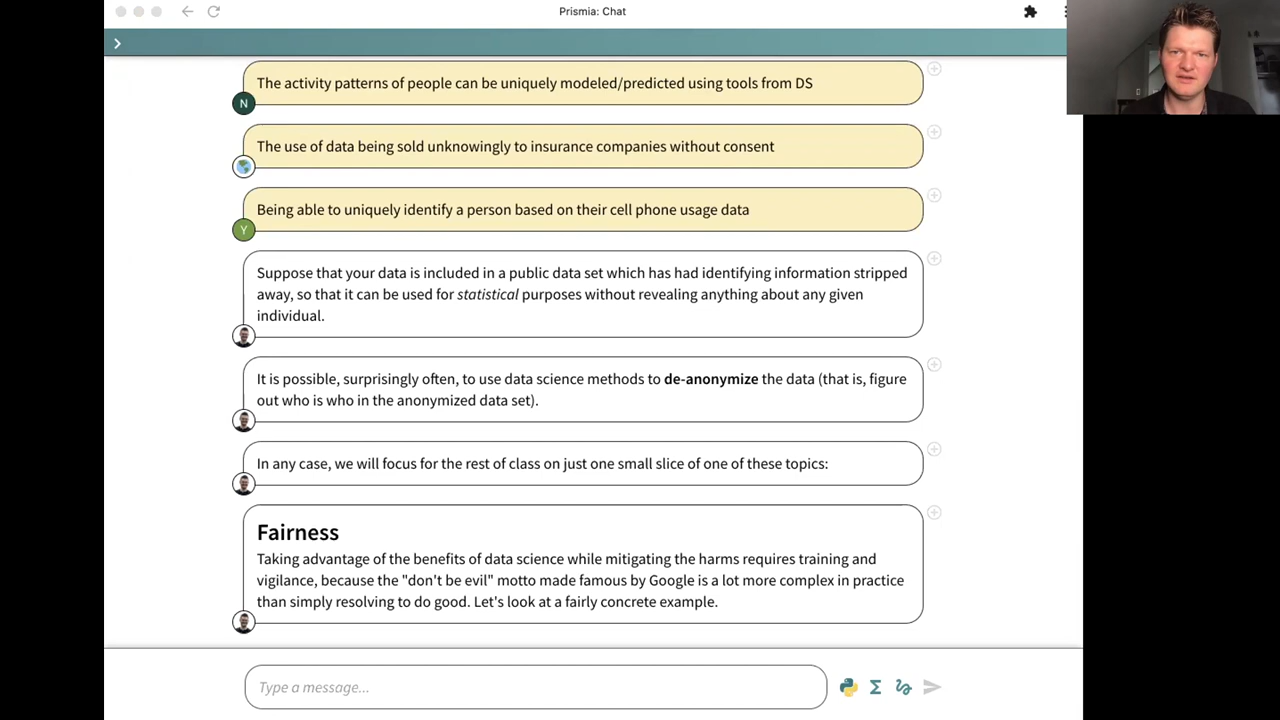 Prismia: Chat
The activity patterns of people can be uniquely modeled/predicted using tools from DS
N
The use of data being sold unknowingly to insurance companies without consent
Being able to uniquely identify a person based on their cell phone usage data
Y
Suppose that your data is included in a public data set which has had identifying information stripped
away, so that it can be used for statistical purposes without revealing anything about any given
individual.
It is possible, surprisingly often, to use data science methods to de-anonymize the data (that is, figure
out who is who in the anonymized data set).
In any case, we will focus for the rest of class on just one small slice of one of these topics:
Fairness
Taking advantage of the benefits of data science while mitigating the harms requires training and
vigilance, because the "don't be evil" motto made famous by Google is a lot more complex in practice
than simply resolving to do good. Let's look at a fairly concrete example.
Type a message...
Σ